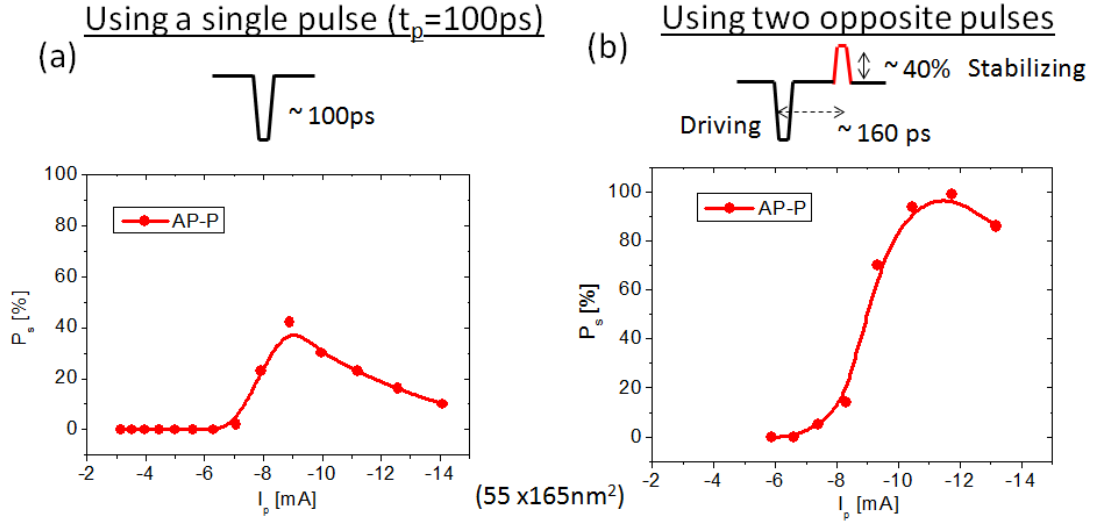 Using a single pulse (tp=100ps)
(a)
~ 100ps
100
80
60
40
20
0
Ps [%]
AP-P
-2 -4 -6 -8 -10 -12 -14
Ip [mA]
(55 x165nm²)
Using two opposite pulses
(b)
~ 40% Stabilizing
Driving
~ 160 ps
100
80
60
40
20
0
Ps [%]
AP-P
-2 -4 -6 -8 -10 -12 -14
Ip [mA]